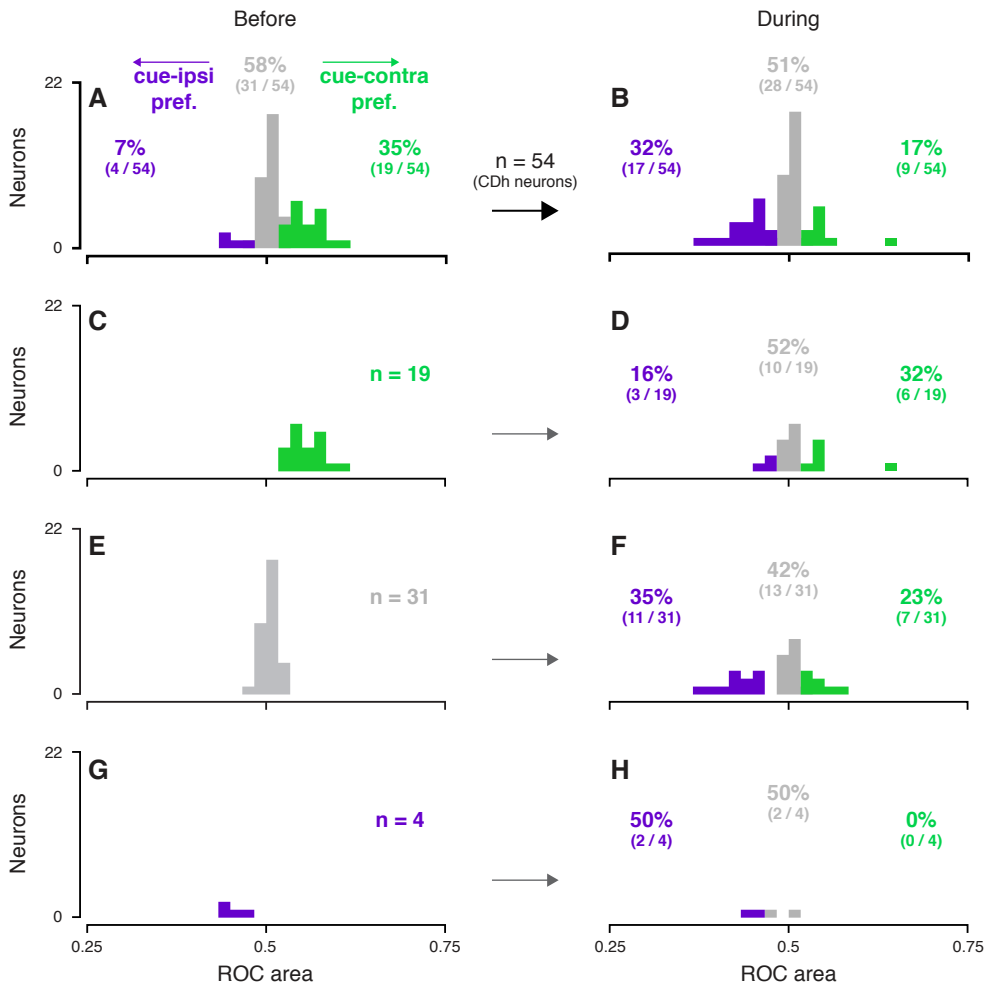 Before
During
A
cue-ipsi
pref.
58%
(31 / 54)
cue-contra
pref.
7%
(4 / 54)
35%
(19 / 54)
22
0
Neurons
n = 54
(CDh neurons)
B
51%
(28 / 54)
32%
(17 / 54)
17%
(9 / 54)
0.5
0.5
C
n = 19
22
0
Neurons
D
52%
(10 / 19)
16%
(3 / 19)
32%
(6 / 19)
E
n = 31
22
0
Neurons
F
42%
(13 / 31)
35%
(11 / 31)
23%
(7 / 31)
G
n = 4
22
0
Neurons
H
50%
(2 / 4)
50%
(2 / 4)
0%
(0 / 4)
0.25
0.5
0.75
ROC area
0.25
0.5
0.75
ROC area